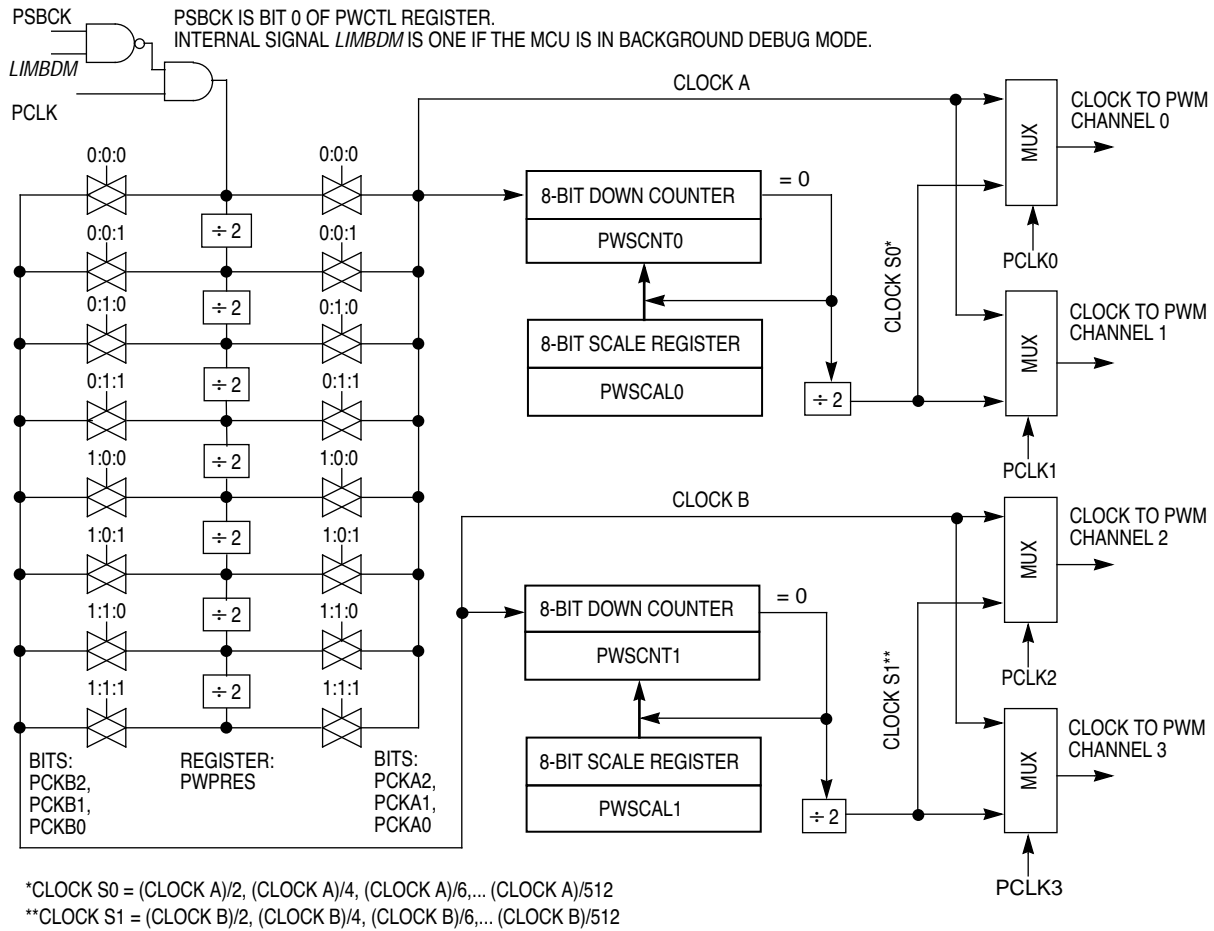 PSBCK
PSBCK IS BIT 0 OF PWCTL REGISTER.
INTERNAL SIGNAL LIMBDM IS ONE IF THE MCU IS IN BACKGROUND DEBUG MODE.
LIMBDM
PCLK
CLOCK A
CLOCK TO PWM
CHANNEL 0
MUX
PCLK0
0:0:0
0:0:0
÷ 2
0:0:1
0:0:1
÷ 2
0:1:0
0:1:0
÷ 2
0:1:1
0:1:1
÷ 2
1:0:0
1:0:0
÷ 2
1:0:1
1:0:1
÷ 2
1:1:0
1:1:0
÷ 2
1:1:1
1:1:1
8-BIT DOWN COUNTER
= 0
PWSCNT0
8-BIT SCALE REGISTER
PWSCAL0
÷ 2
CLOCK S0*
CLOCK TO PWM
CHANNEL 1
MUX
PCLK1
CLOCK B
CLOCK TO PWM
CHANNEL 2
MUX
PCLK2
8-BIT DOWN COUNTER
= 0
PWSCNT1
8-BIT SCALE REGISTER
PWSCAL1
÷ 2
CLOCK S1**
CLOCK TO PWM
CHANNEL 3
MUX
PCLK3
BITS:
PCKB2,
PCKB1,
PCKB0
REGISTER:
PWPRES
BITS:
PCKA2,
PCKA1,
PCKA0
*CLOCK S0 = (CLOCK A)/2, (CLOCK A)/4, (CLOCK A)/6,... (CLOCK A)/512
**CLOCK S1 = (CLOCK B)/2, (CLOCK B)/4, (CLOCK B)/6,... (CLOCK B)/512